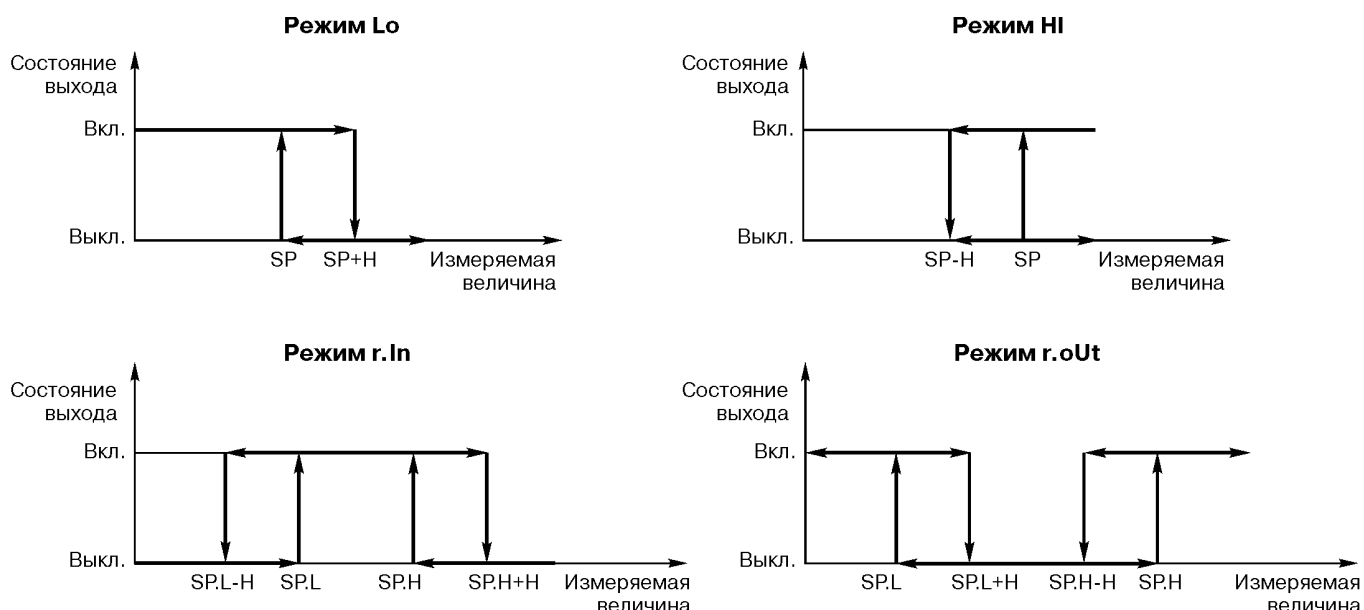 Режим Lo
Состояние
выхода
Вкл.
Выкл.
SP SP+H Измеряемая
величина
Режим HI
Состояние
выхода
Вкл.
Выкл.
SP-H SP Измеряемая
величина
Режим r.In
Состояние
выхода
Вкл.
Выкл.
SP.L-H SP.L SP.H SP.H+H Измеряемая
величина
Режим r.oUt
Состояние
выхода
Вкл.
Выкл.
SP.L SP.L+H SP.H-H SP.H Измеряемая
величина